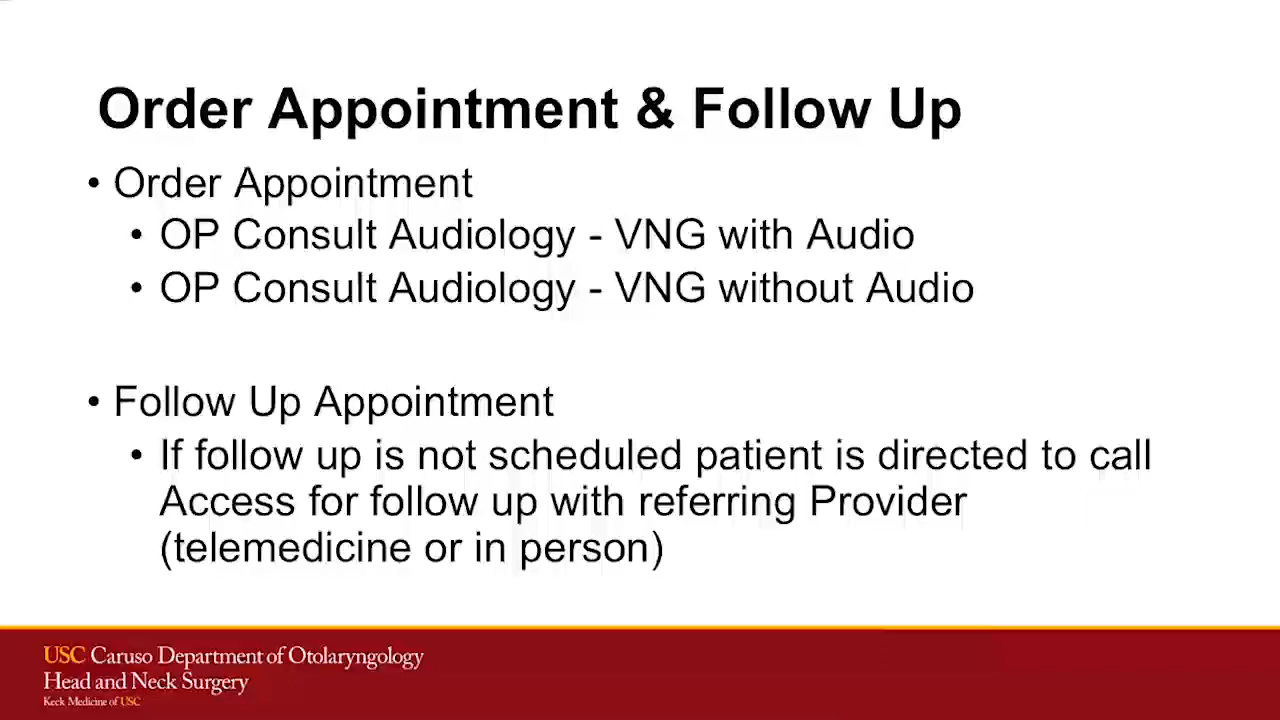 Order Appointment & Follow Up
• Order Appointment
• OP Consult Audiology - VNG with Audio
• OP Consult Audiology - VNG without Audio
• Follow Up Appointment
• If follow up is not scheduled patient is directed to call
Access for follow up with referring Provider
(telemedicine or in person)
USC Caruso Department of Otolaryngology
Head and Neck Surgery
Keck Medicine of USC